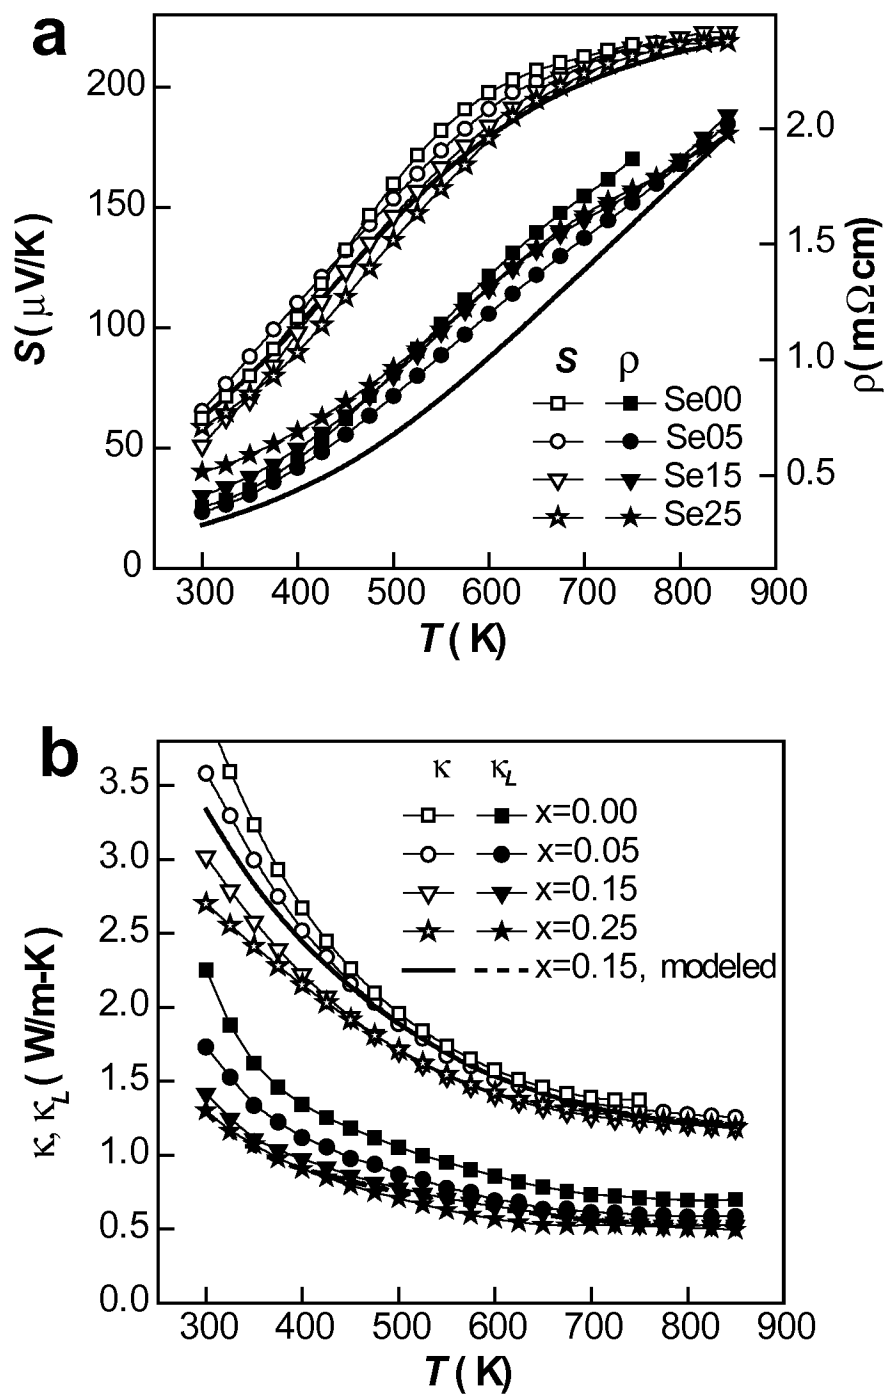 a
200
150
100
50
0
S ( μV/K)
2.0
1.5
1.0
0.5
ρ( mΩcm)
S ρ
Se00
Se05
Se15
Se25
300 400 500 600 700 800 900
T ( K)
b
3.5
3.0
2.5
2.0
1.5
1.0
0.5
0.0
κ, κL ( W/m-K)
κ κL
x=0.00
x=0.05
x=0.15
x=0.25
x=0.15, modeled
300 400 500 600 700 800 900
T ( K)